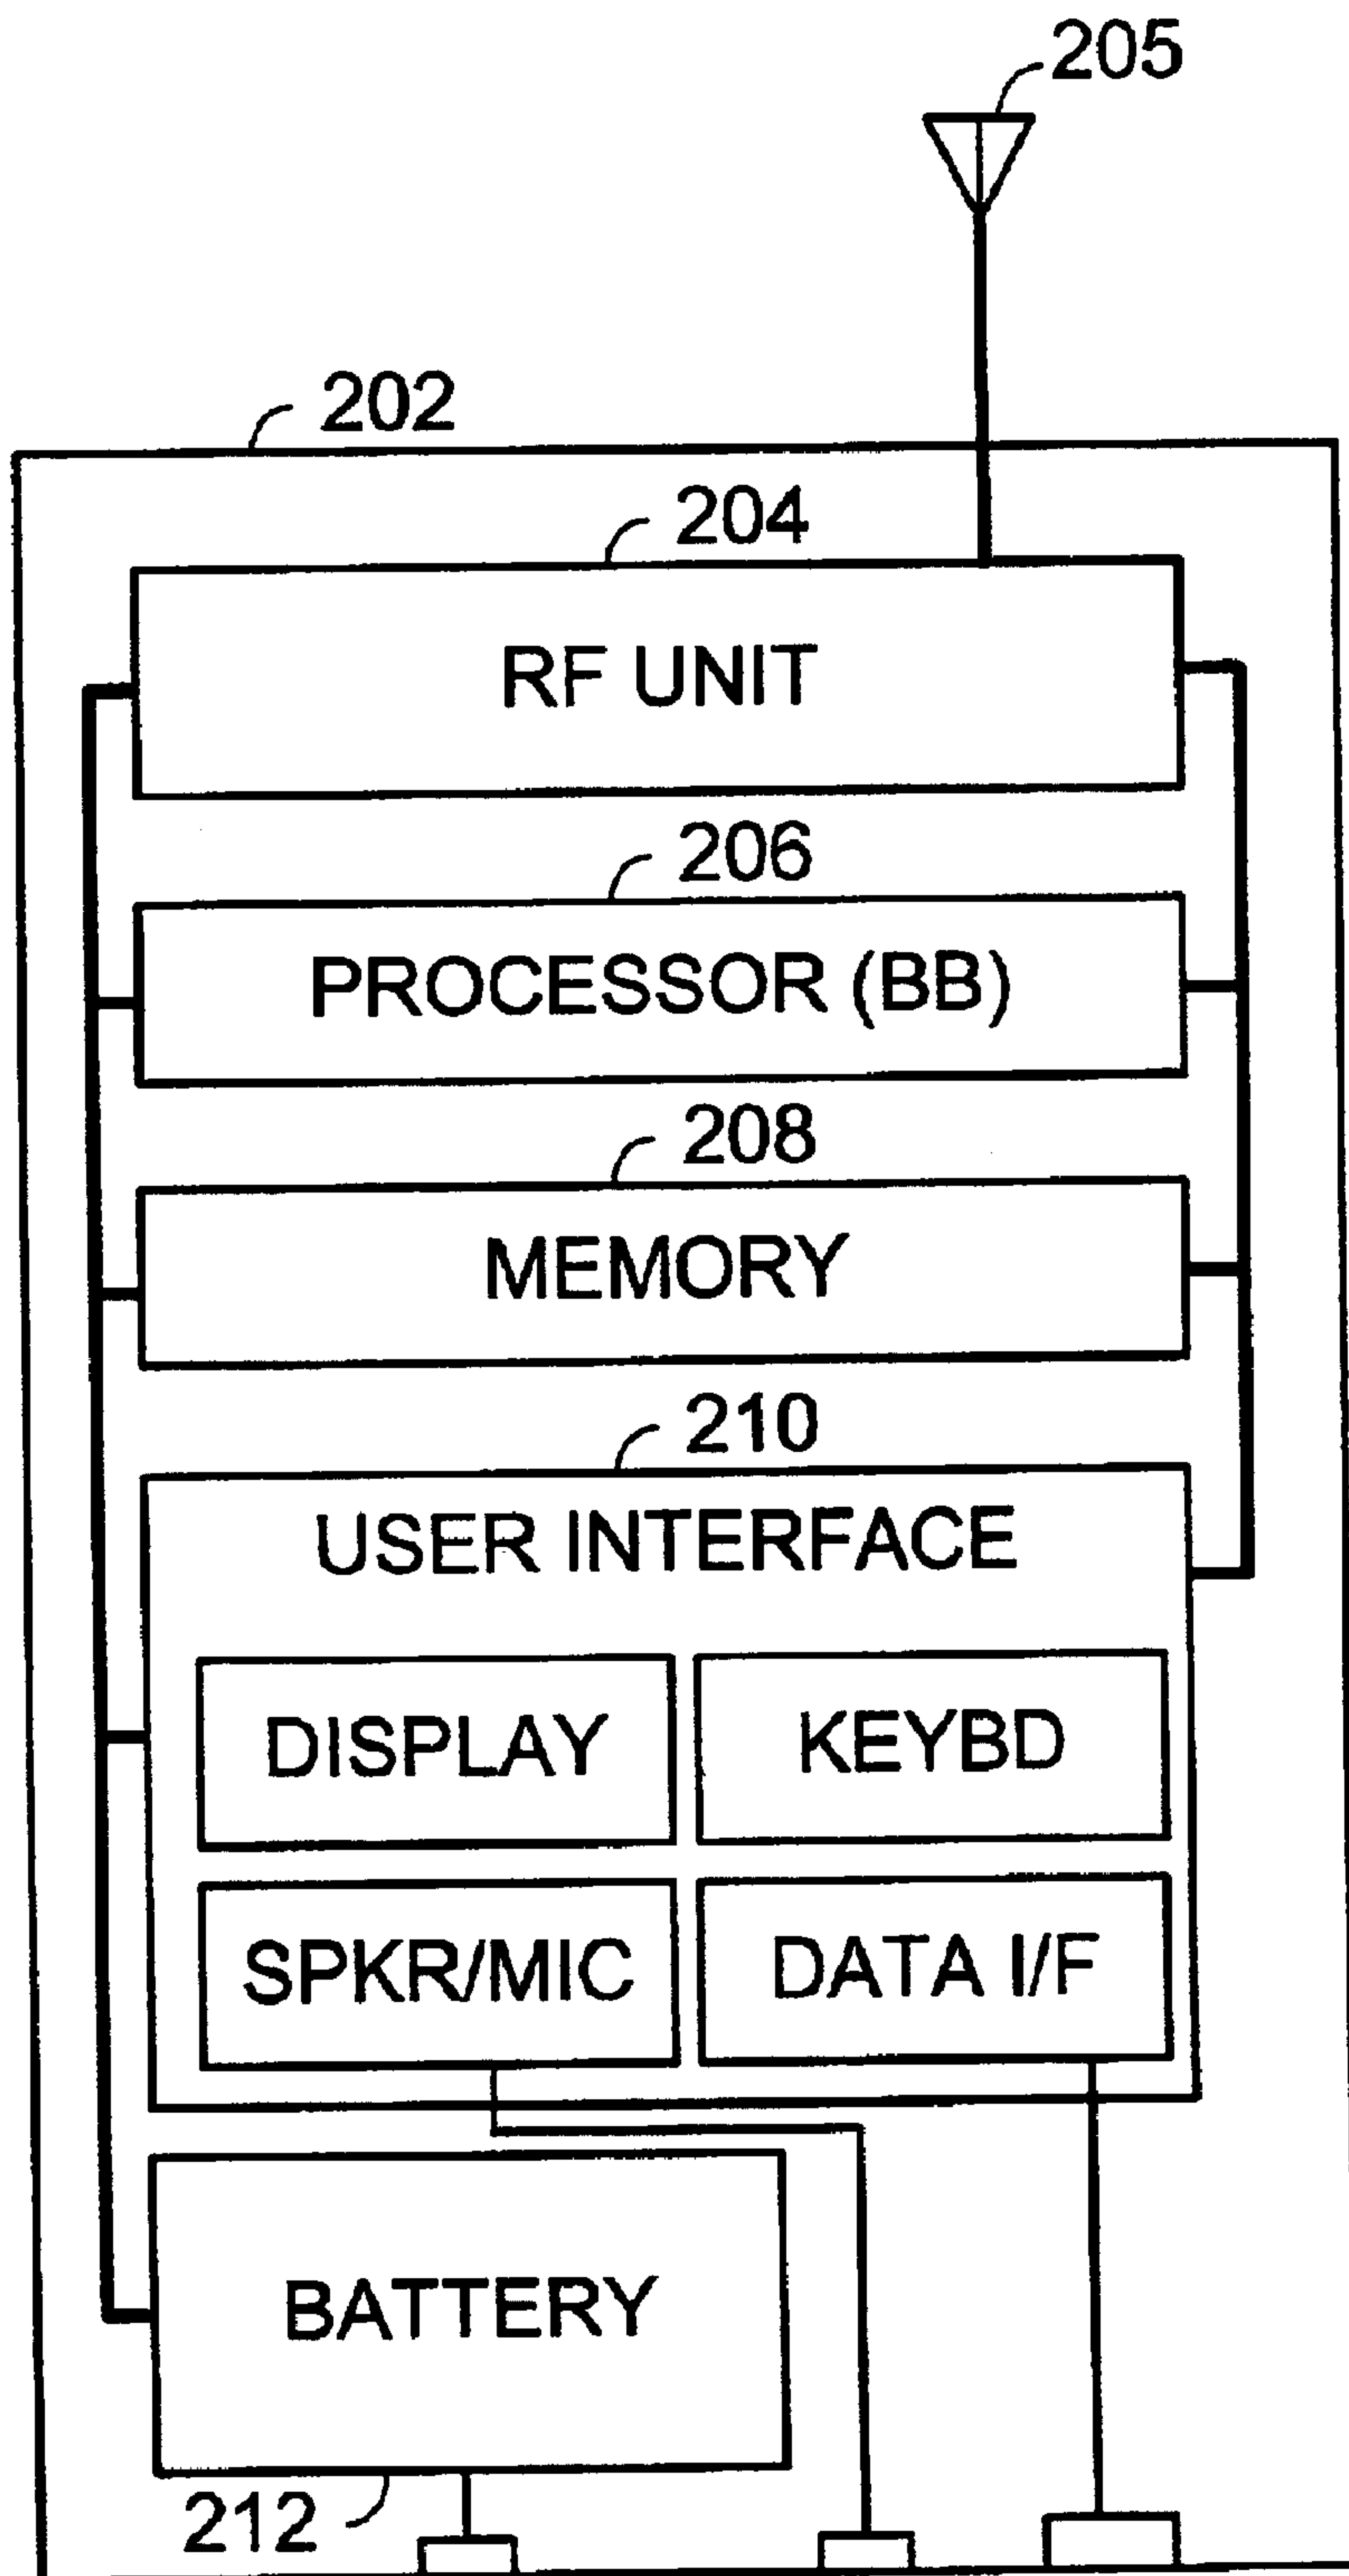 205
202
204
RF UNIT
206
PROCESSOR (BB)
208
MEMORY
210
USER INTERFACE
DISPLAY
KEYBD
SPKR/MIC
DATA I/F
BATTERY
212